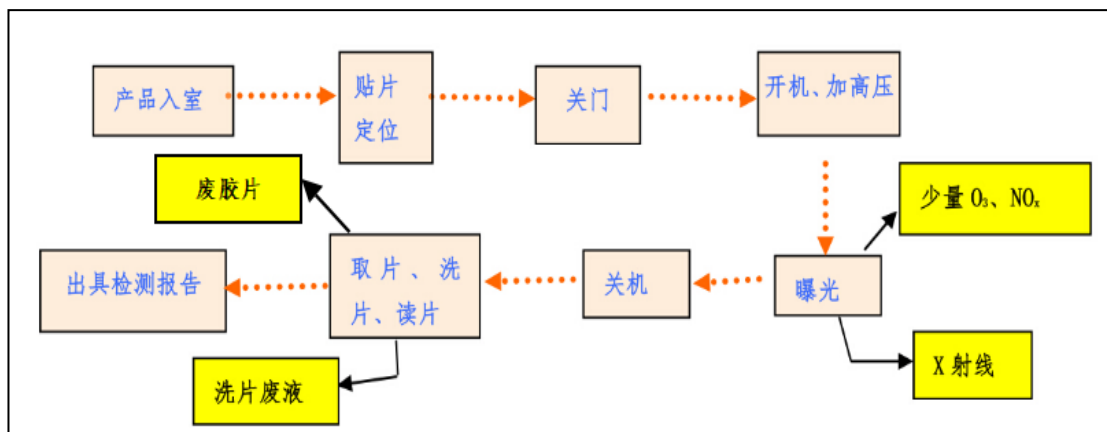 产品入室
贴片
定位
关门
开机、加高压
废胶片
少量 O₃、NOₓ
出具检测报告
取片、洗
片、读片
关机
曝光
洗片废液
X 射线